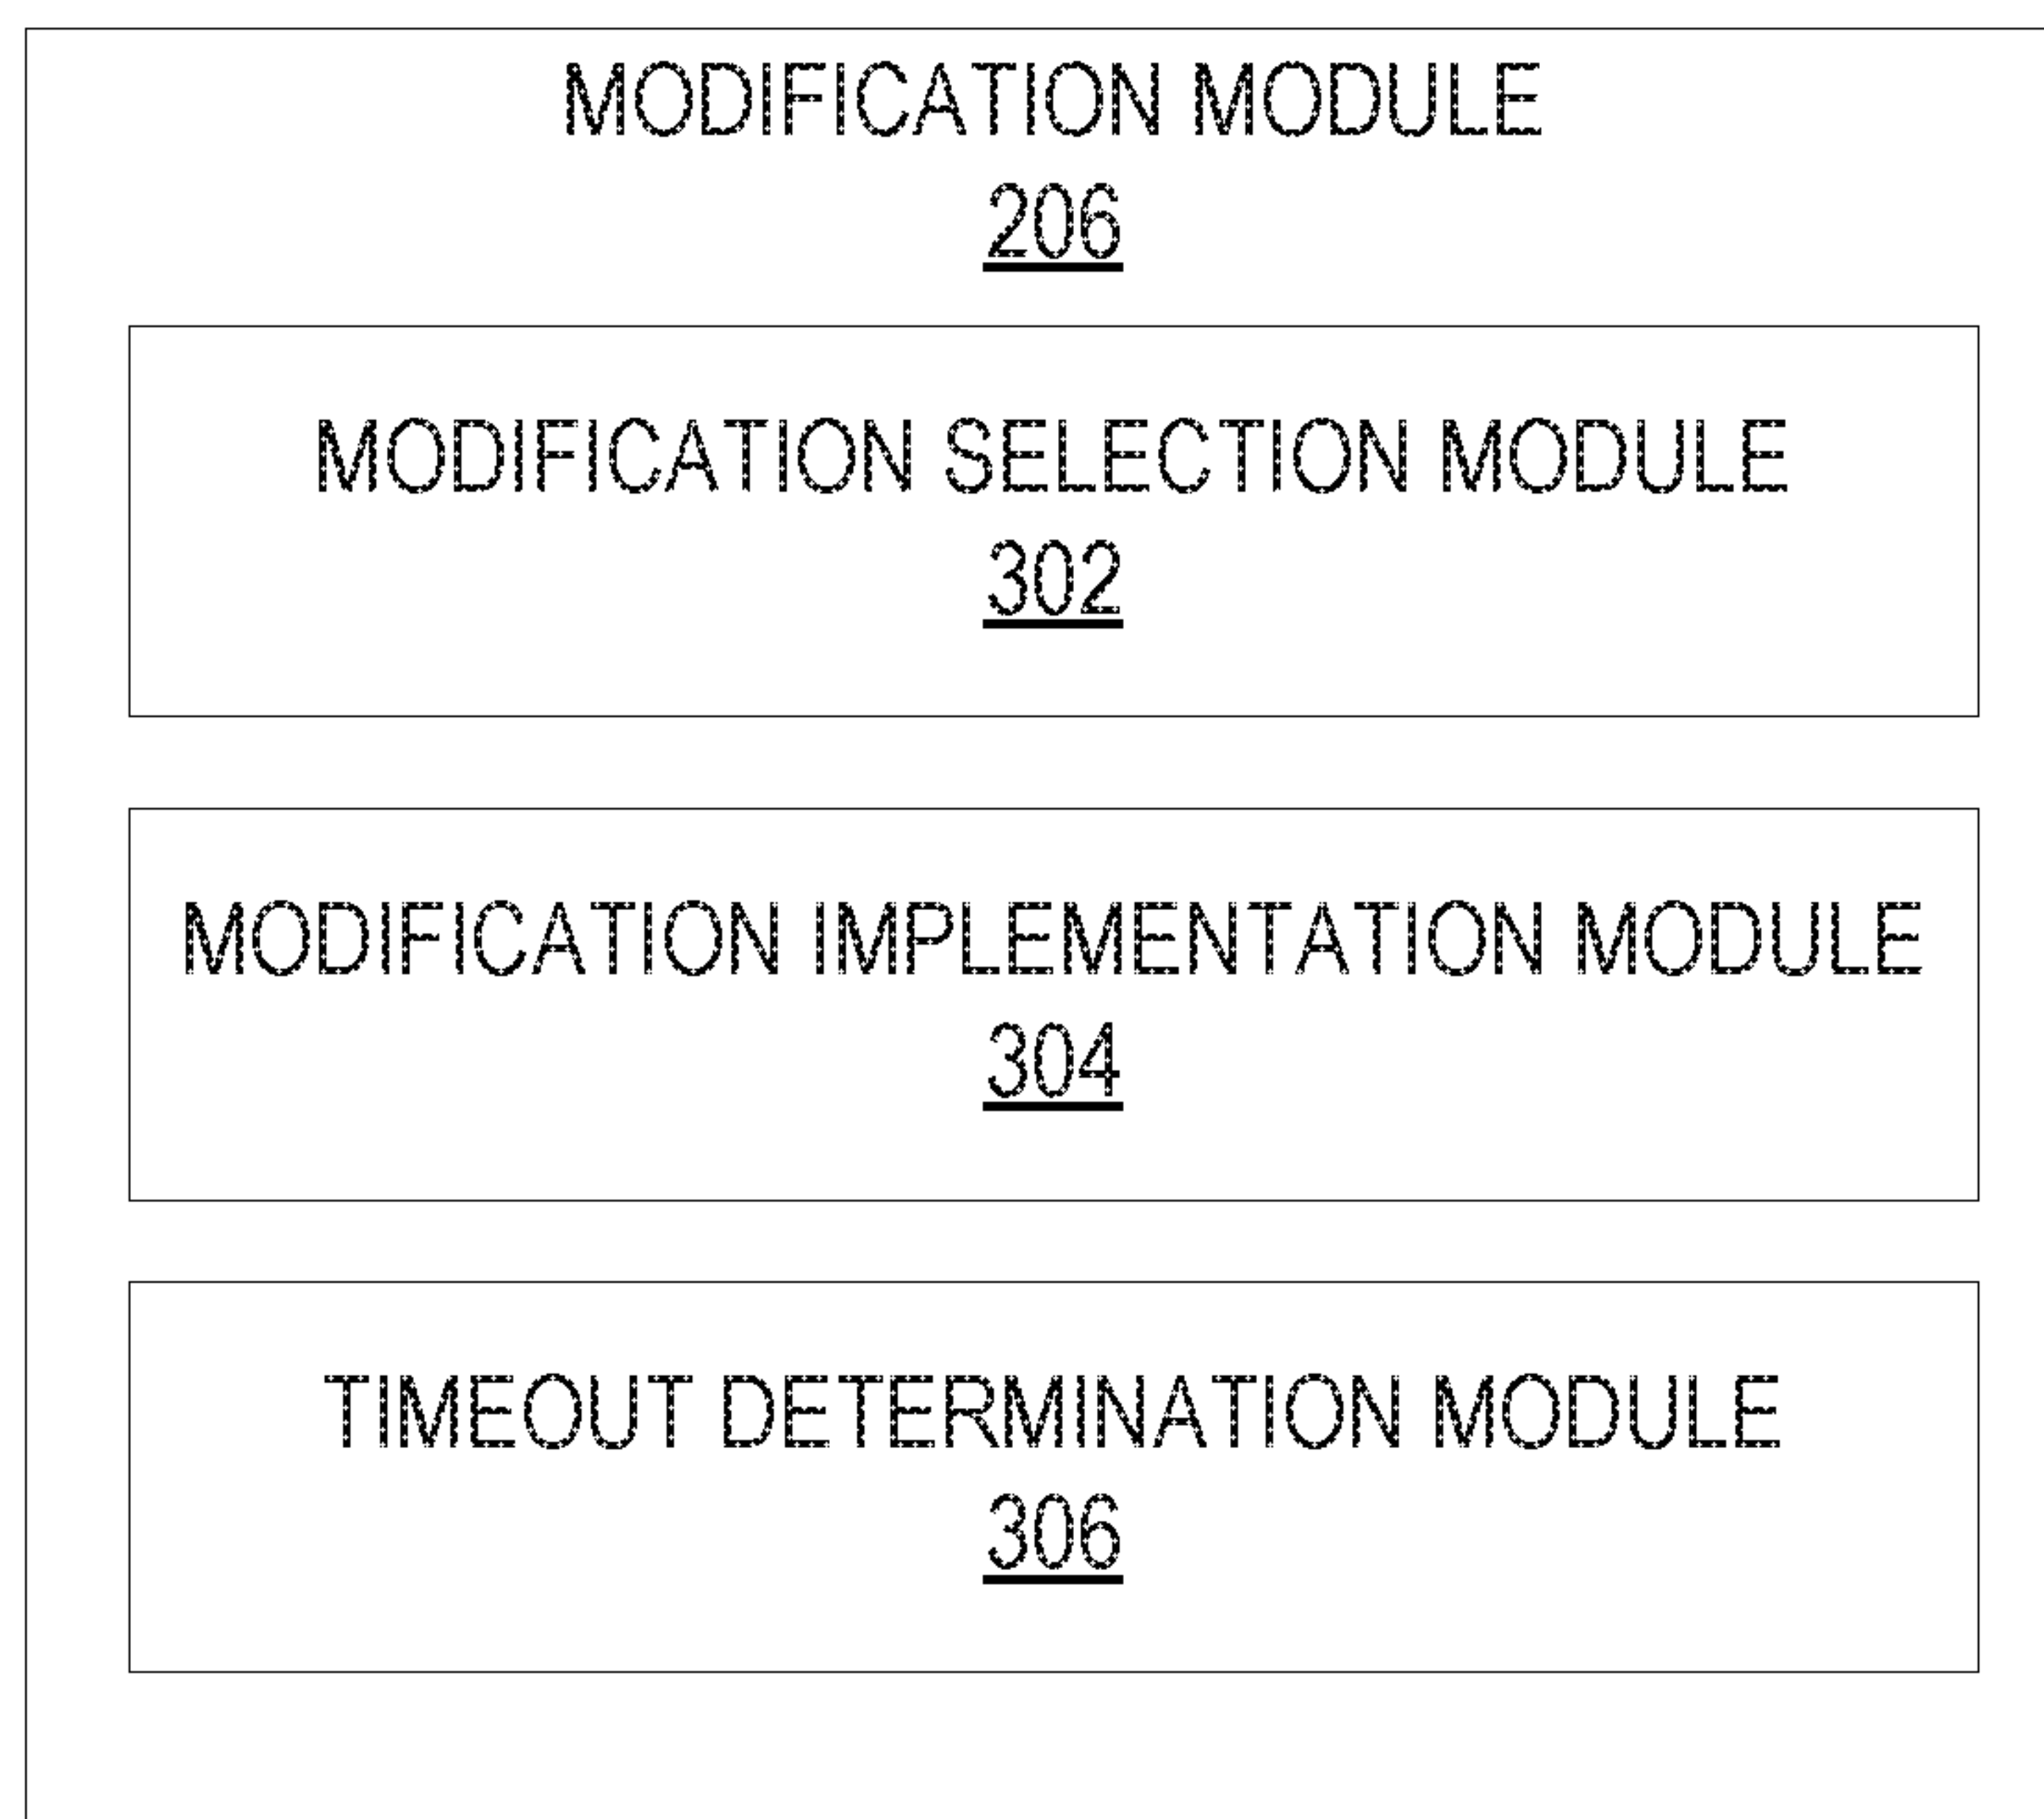 MODIFICATION MODULE
206
MODIFICATION SELECTION MODULE
302
MODIFICATION IMPLEMENTATION MODULE
304
TIMEOUT DETERMINATION MODULE
306